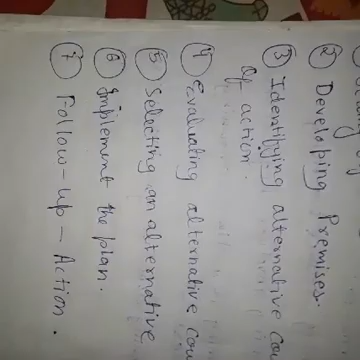 ② Developing Premises.
③ Identifying alternative
of action.
④ Evaluating alternative
⑤ Selecting an alternative
⑥ Implement the plan.
⑦ Follow-up - Action.